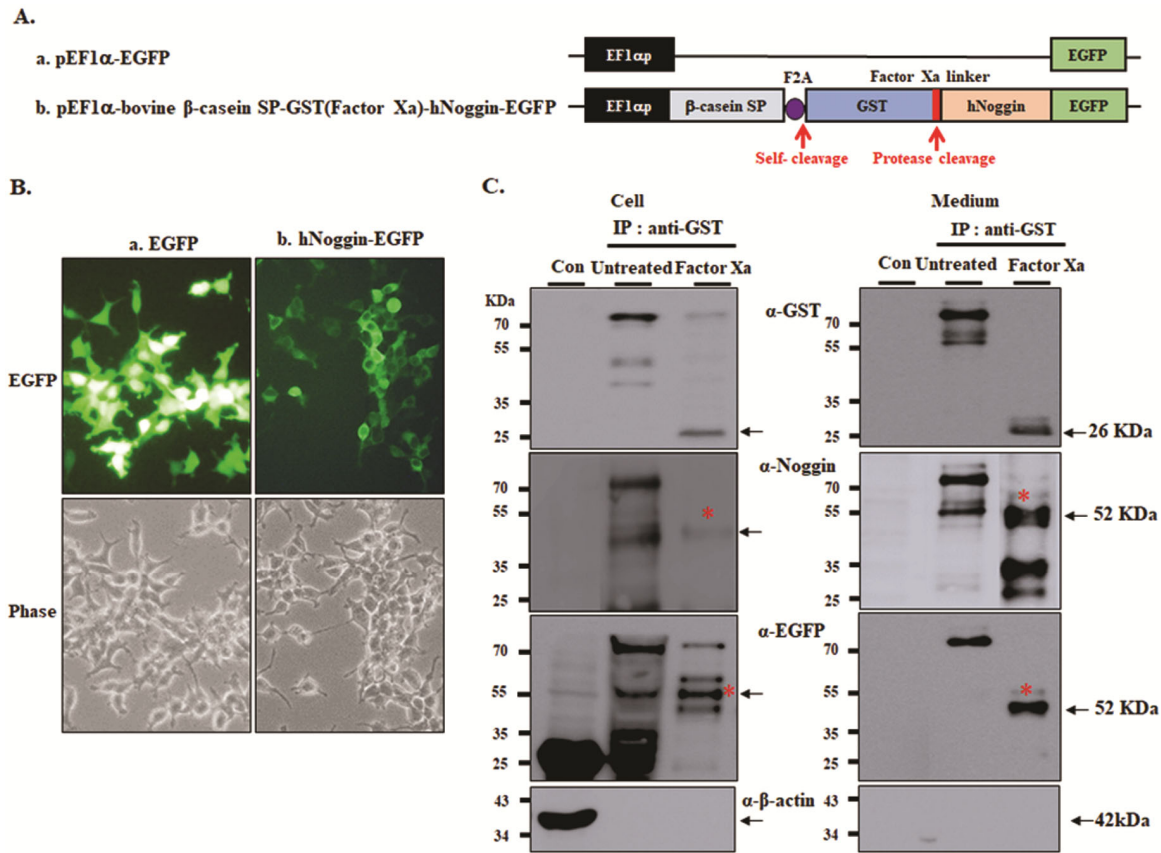 A.
a. pEF1α-EGFP
EF1αp
EGFP
F2A
Factor Xa linker
b. pEF1α-bovine β-casein SP-GST(Factor Xa)-hNoggin-EGFP
EF1αp
β-casein SP
GST
hNoggin
EGFP
Self- cleavage
Protease cleavage
B.
a. EGFP
b. hNoggin-EGFP
EGFP
Phase
C.
Cell
Medium
IP : anti-GST
IP : anti-GST
Con
Untreated
Factor Xa
Con
Untreated
Factor Xa
KDa
α-GST
70
55
35
25
70
55
35
25
26 KDa
α-Noggin
70
55
35
25
*
70
55
35
25
*
52 KDa
α-EGFP
70
55
35
25
*
70
55
35
25
*
52 KDa
α-β-actin
43
34
43
34
42kDa